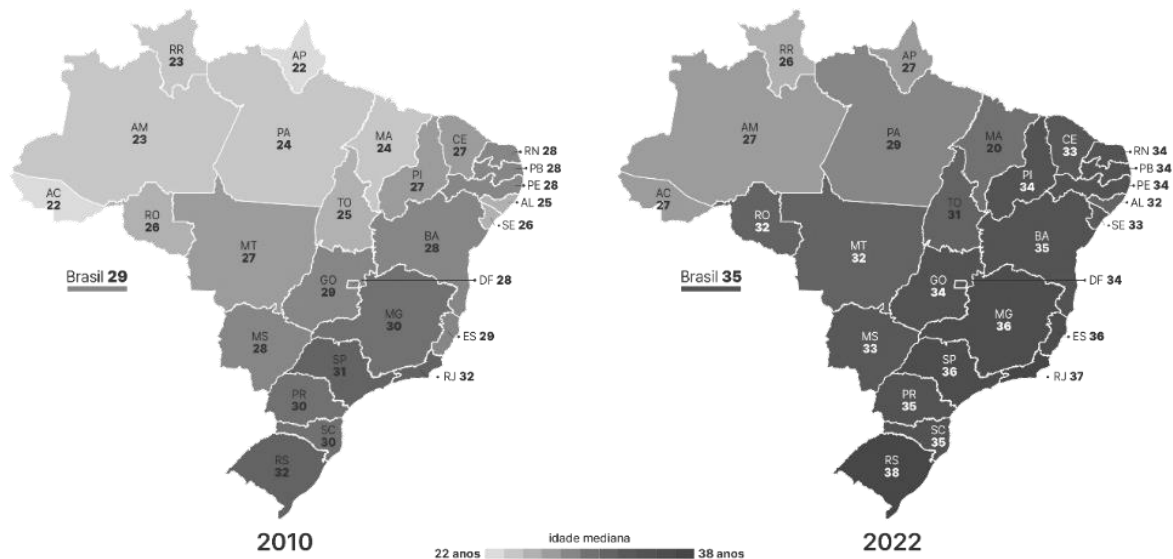 RR
23
AP
22
AM
23
PA
24
MA
24
CE
27
RN 28
PB 28
PE 28
AL 25
SE 26
PI
27
AC
22
RO
26
TO
25
BA
28
MT
27
Brasil 29
GO
29
DF 28
MG
30
ES 29
MS
28
SP
31
RJ 32
PR
30
SC
30
RS
32
2010
RR
26
AP
27
AM
27
PA
29
MA
20
CE
33
RN 34
PB 34
PE 34
AL 32
SE 33
PI
34
AC
27
RO
32
TO
31
BA
35
MT
32
Brasil 35
GO
34
DF 34
MG
36
ES 36
MS
33
SP
36
RJ 37
PR
35
SC
35
RS
38
2022
idade mediana
22 anos
38 anos